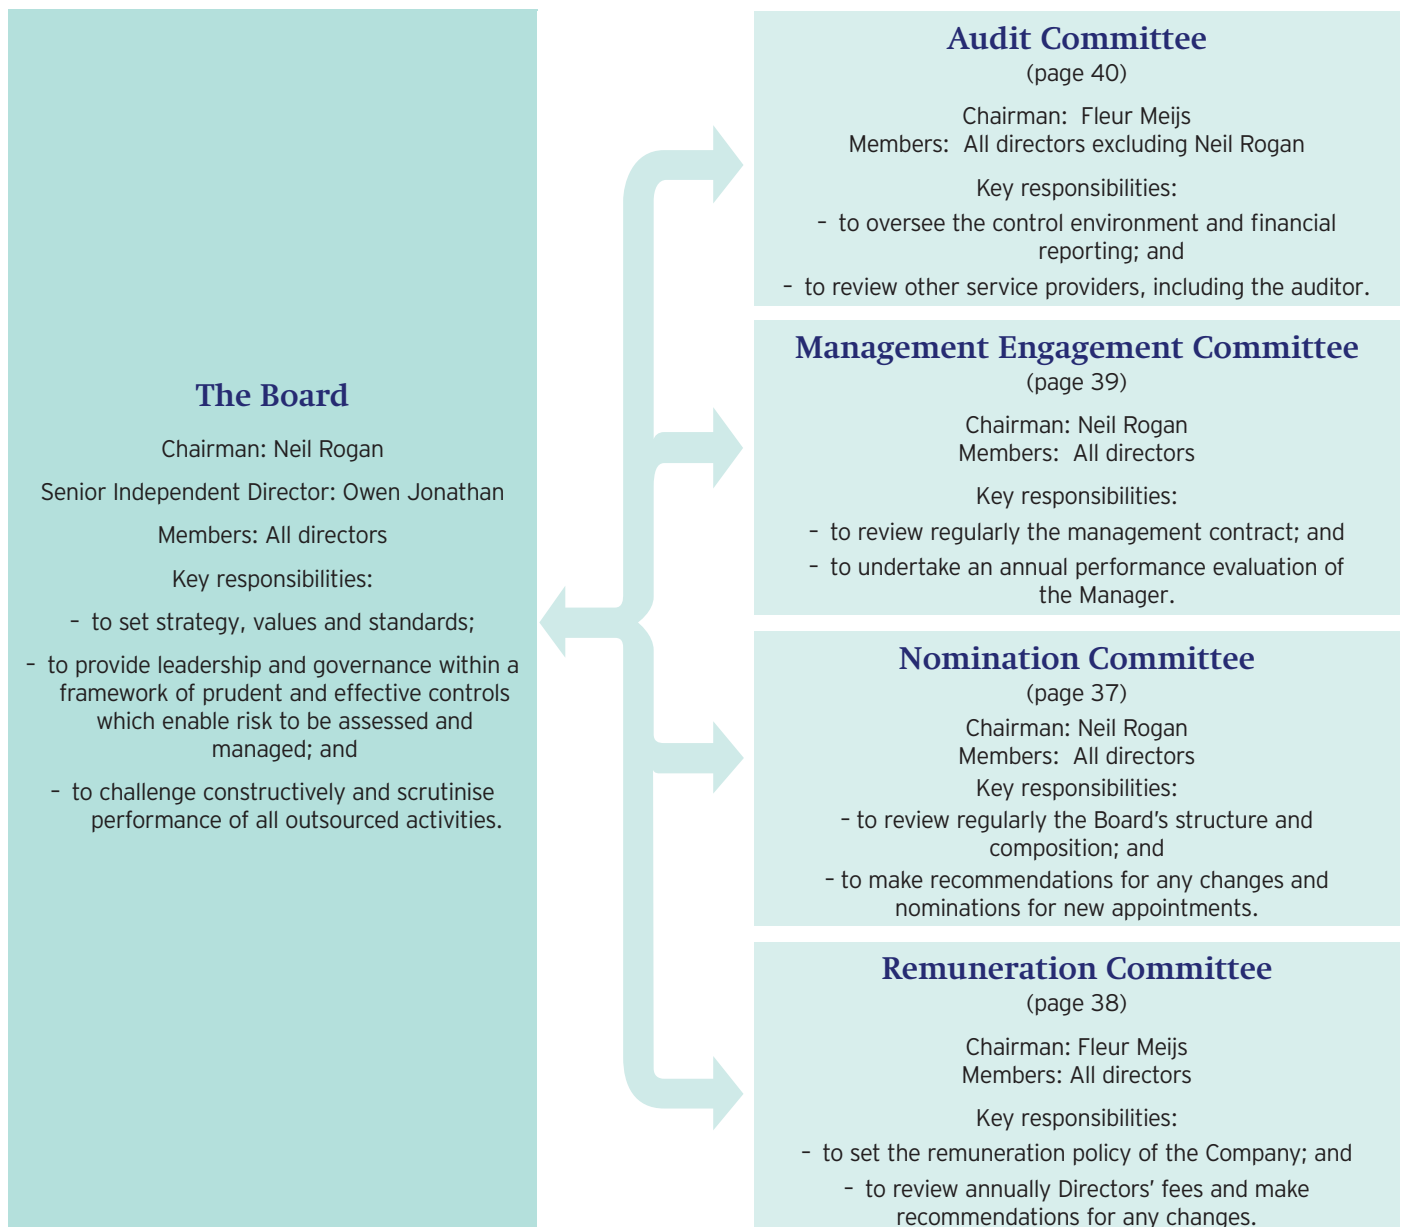 The Board
Chairman: Neil Rogan
Senior Independent Director: Owen Jonathan
Members: All directors
Key responsibilities:
– to set strategy, values and standards;
– to provide leadership and governance within a
framework of prudent and effective controls
which enable risk to be assessed and
managed; and
– to challenge constructively and scrutinise
performance of all outsourced activities.
Audit Committee
(page 40)
Chairman: Fleur Meijs
Members: All directors excluding Neil Rogan
Key responsibilities:
– to oversee the control environment and financial
reporting; and
– to review other service providers, including the auditor.
Management Engagement Committee
(page 39)
Chairman: Neil Rogan
Members: All directors
Key responsibilities:
– to review regularly the management contract; and
– to undertake an annual performance evaluation of
the Manager.
Nomination Committee
(page 37)
Chairman: Neil Rogan
Members: All directors
Key responsibilities:
– to review regularly the Board’s structure and
composition; and
– to make recommendations for any changes and
nominations for new appointments.
Remuneration Committee
(page 38)
Chairman: Fleur Meijs
Members: All directors
Key responsibilities:
– to set the remuneration policy of the Company; and
– to review annually Directors’ fees and make
recommendations for any changes.